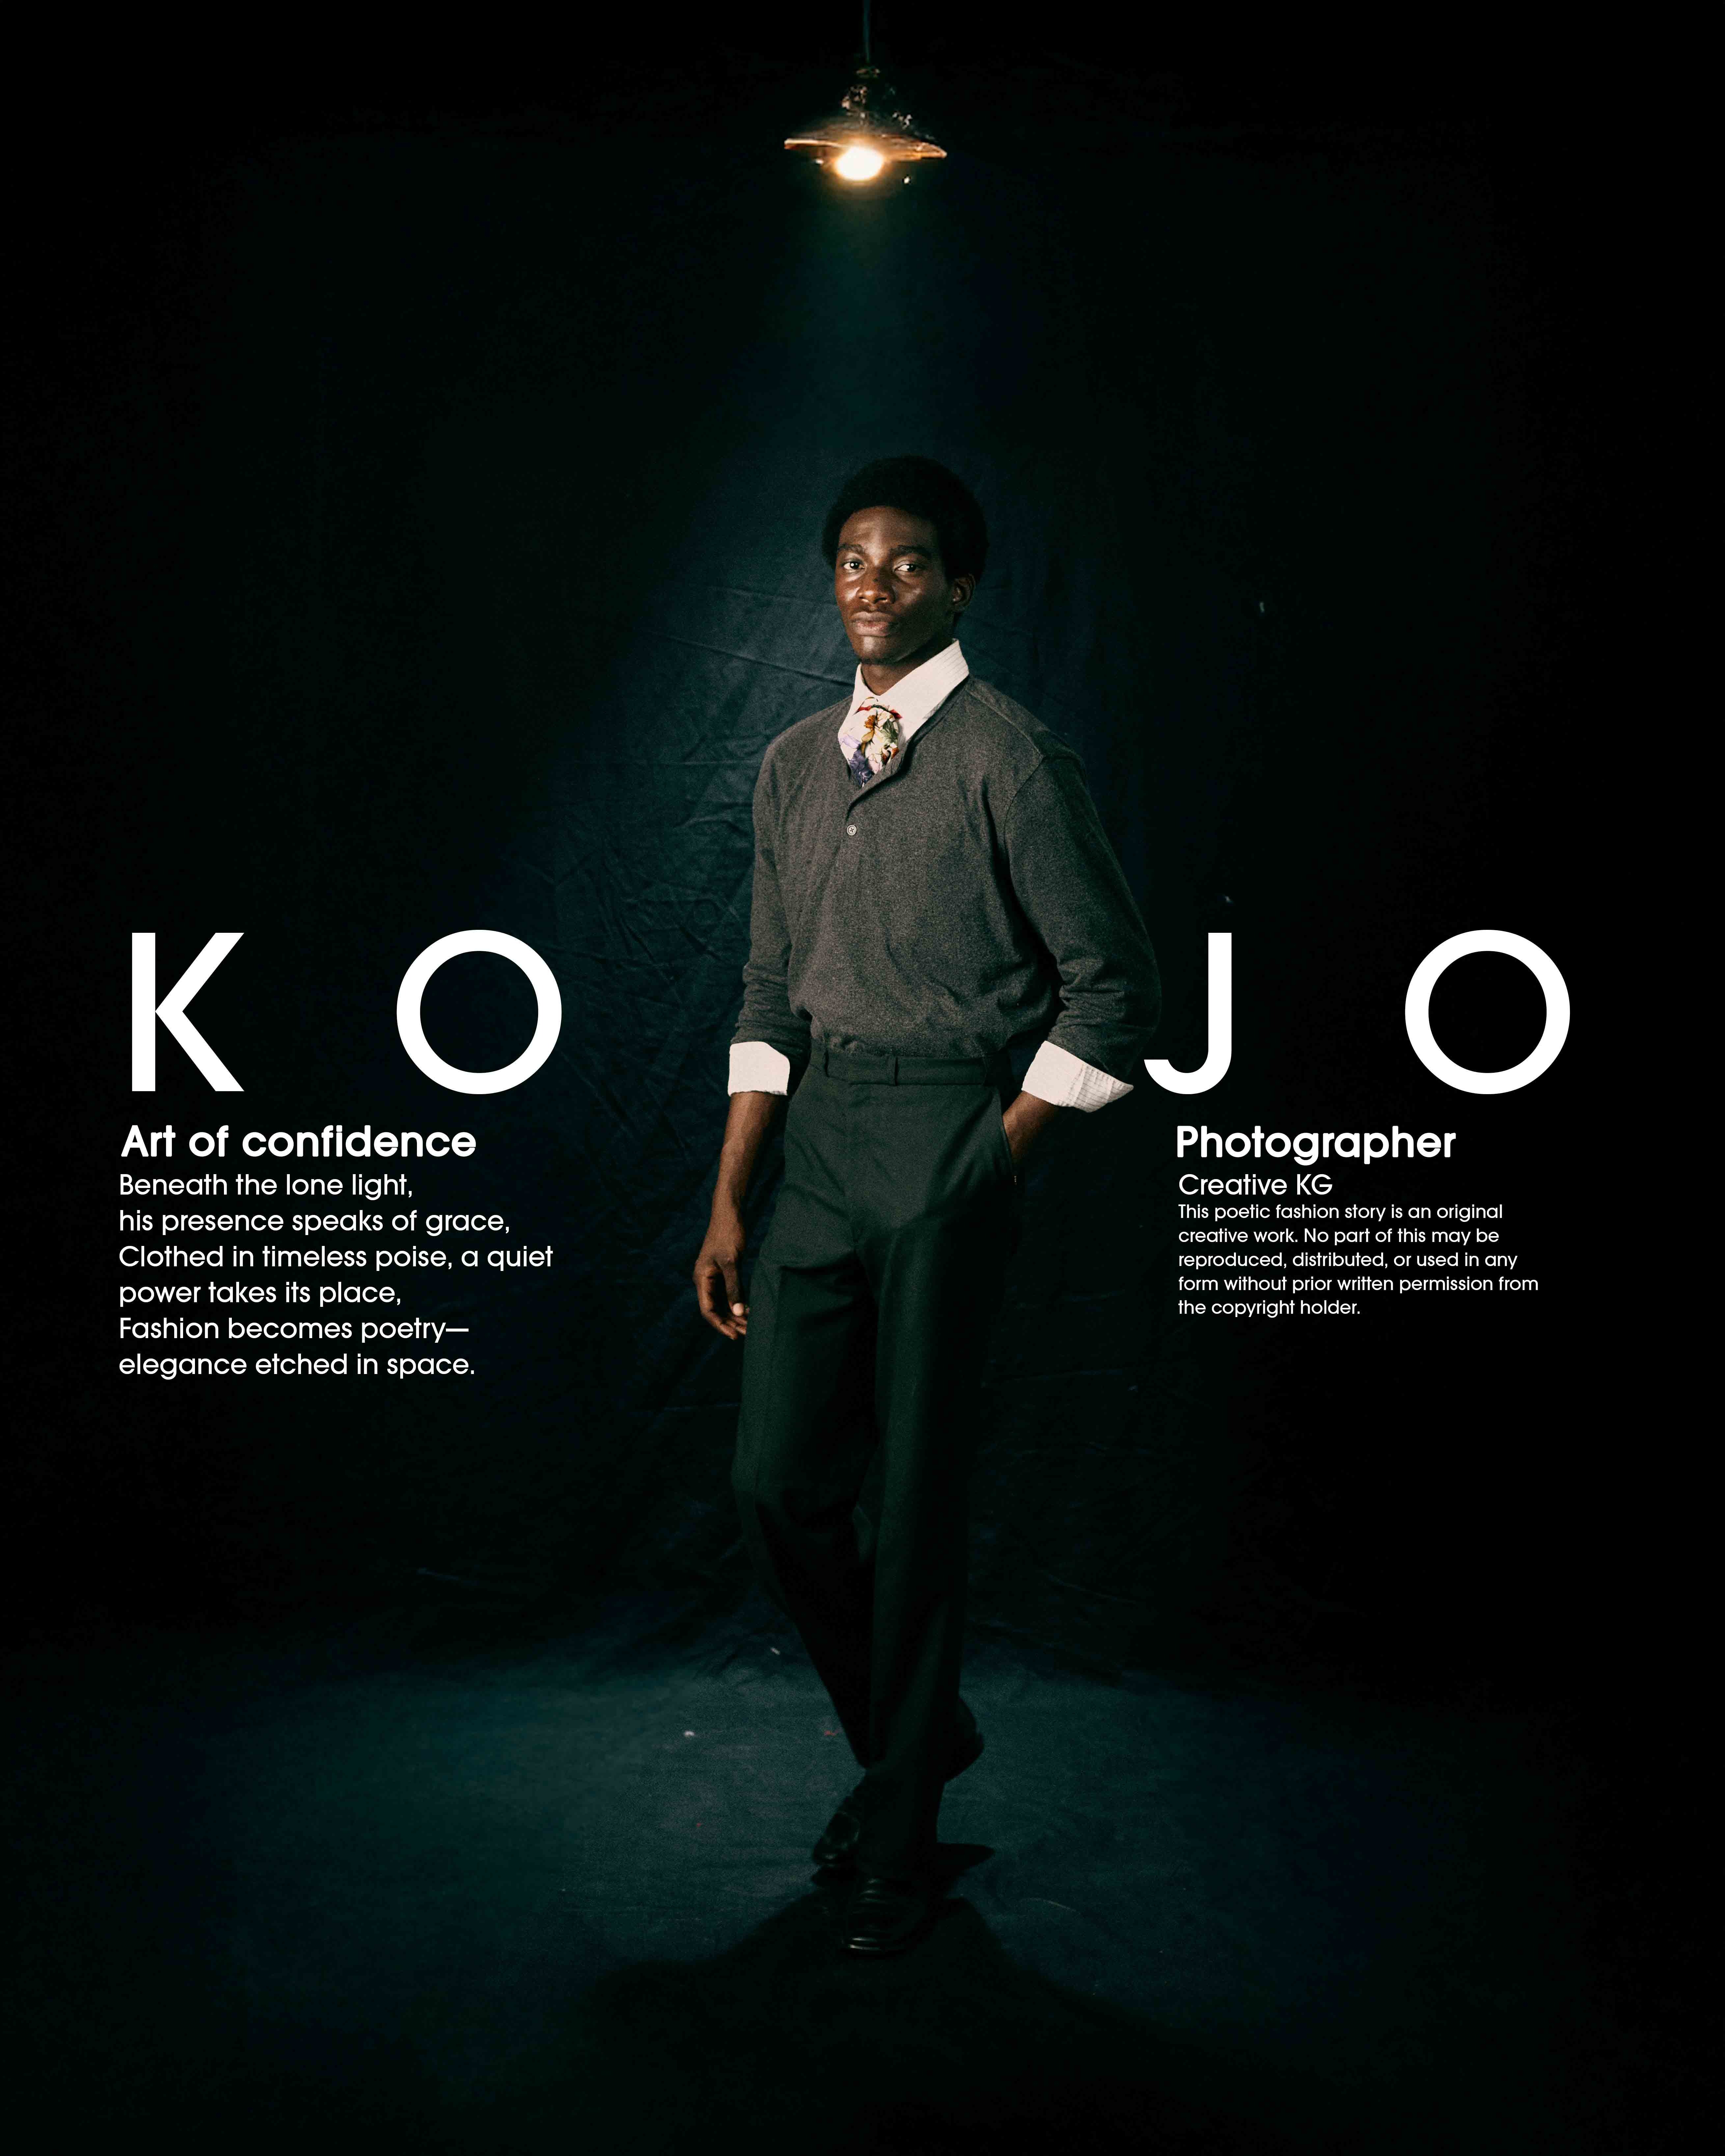 K O J O
Art of confidence
Beneath the lone light,
his presence speaks of grace,
Clothed in timeless poise, a quiet
power takes its place,
Fashion becomes poetry—
elegance etched in space.
Photographer
Creative KG
This poetic fashion story is an original
creative work. No part of this may be
reproduced, distributed, or used in any
form without prior written permission from
the copyright holder.